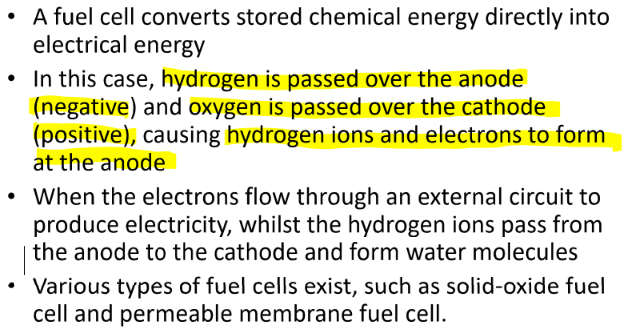 • A fuel cell converts stored chemical energy directly into
electrical energy
• In this case, hydrogen is passed over the anode
(negative) and oxygen is passed over the cathode
(positive), causing hydrogen ions and electrons to form
at the anode
• When the electrons flow through an external circuit to
produce electricity, whilst the hydrogen ions pass from
the anode to the cathode and form water molecules
• Various types of fuel cells exist, such as solid-oxide fuel
cell and permeable membrane fuel cell.